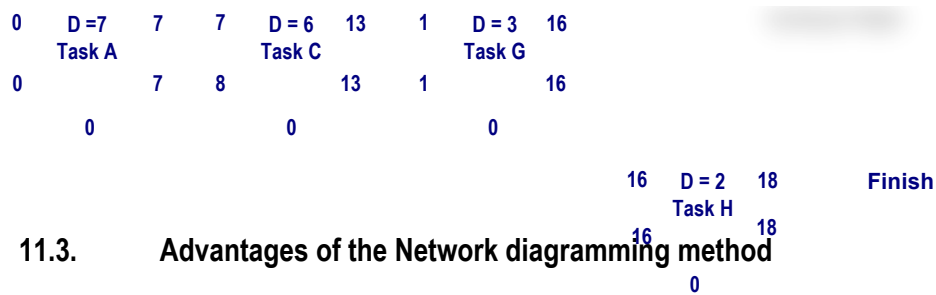 0 D =7 7 7 D = 6 13 1 D = 3 16
Task A Task C Task G
0 7 8 13 1 16
0 0 0
16 D = 2 18 Finish
Task H
16 18
11.3. Advantages of the Network diagramming method
0